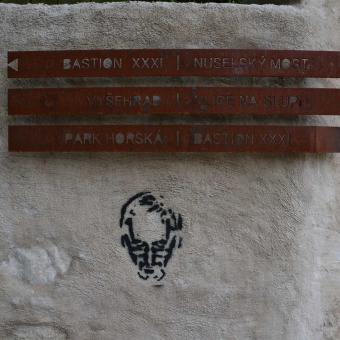 BASTION XXXI | NUSELSKÝ MOST
VYŠEHRAD | ULICE NA SLUPI
PARK HORSKÁ | BASTION XXXI